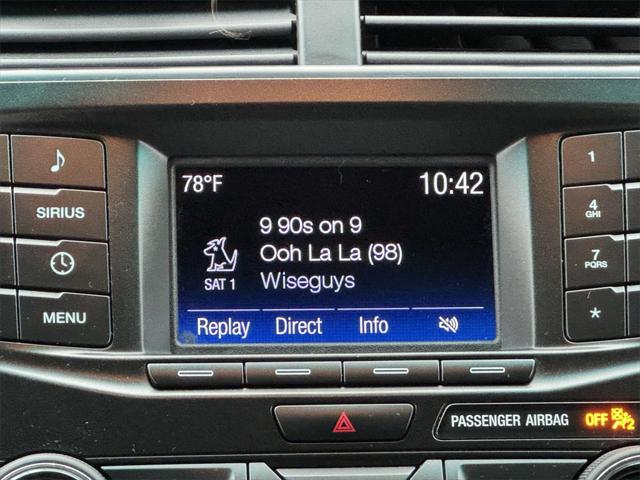 78°F
10:42
9 90s on 9
Ooh La La (98)
SAT 1
Wiseguys
Replay
Direct
Info
SIRIUS
MENU
1
4
GHI
7
PQRS
*
PASSENGER AIRBAG OFF 2